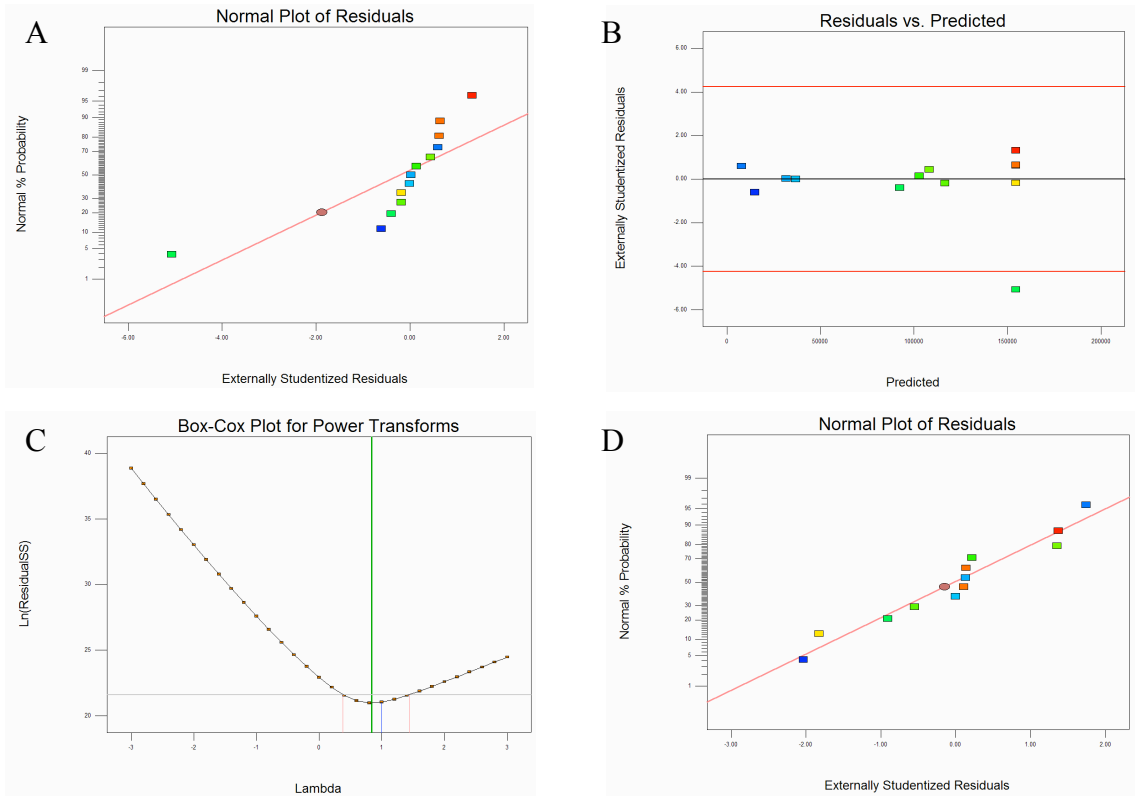 A
Normal Plot of Residuals
Normal % Probability
99
95
90
80
70
50
30
20
10
5
1
-6.00 -4.00 -2.00 0.00 2.00
Externally Studentized Residuals
B
Residuals vs. Predicted
Externally Studentized Residuals
6.00
4.00
2.00
0.00
-2.00
-4.00
-6.00
0 50000 100000 150000 200000
Predicted
C
Box-Cox Plot for Power Transforms
Ln(ResidualSS)
40
35
30
25
20
-3 -2 -1 0 1 2 3
Lambda
D
Normal Plot of Residuals
Normal % Probability
99
95
90
80
70
50
30
20
10
5
1
-3.00 -2.00 -1.00 0.00 1.00 2.00
Externally Studentized Residuals